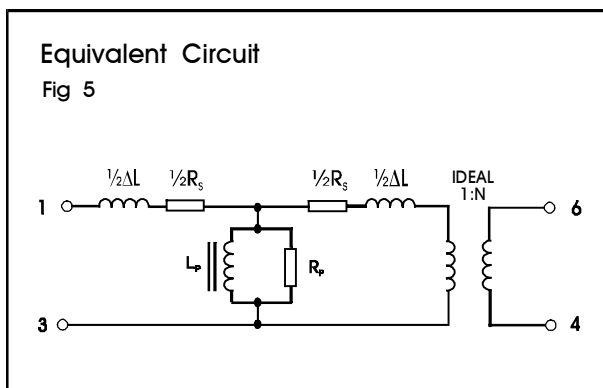 Equivalent Circuit
Fig 5
½ΔL ½Rs ½Rs ½ΔL IDEAL
1:N
1 6
Lp Rp
3 4